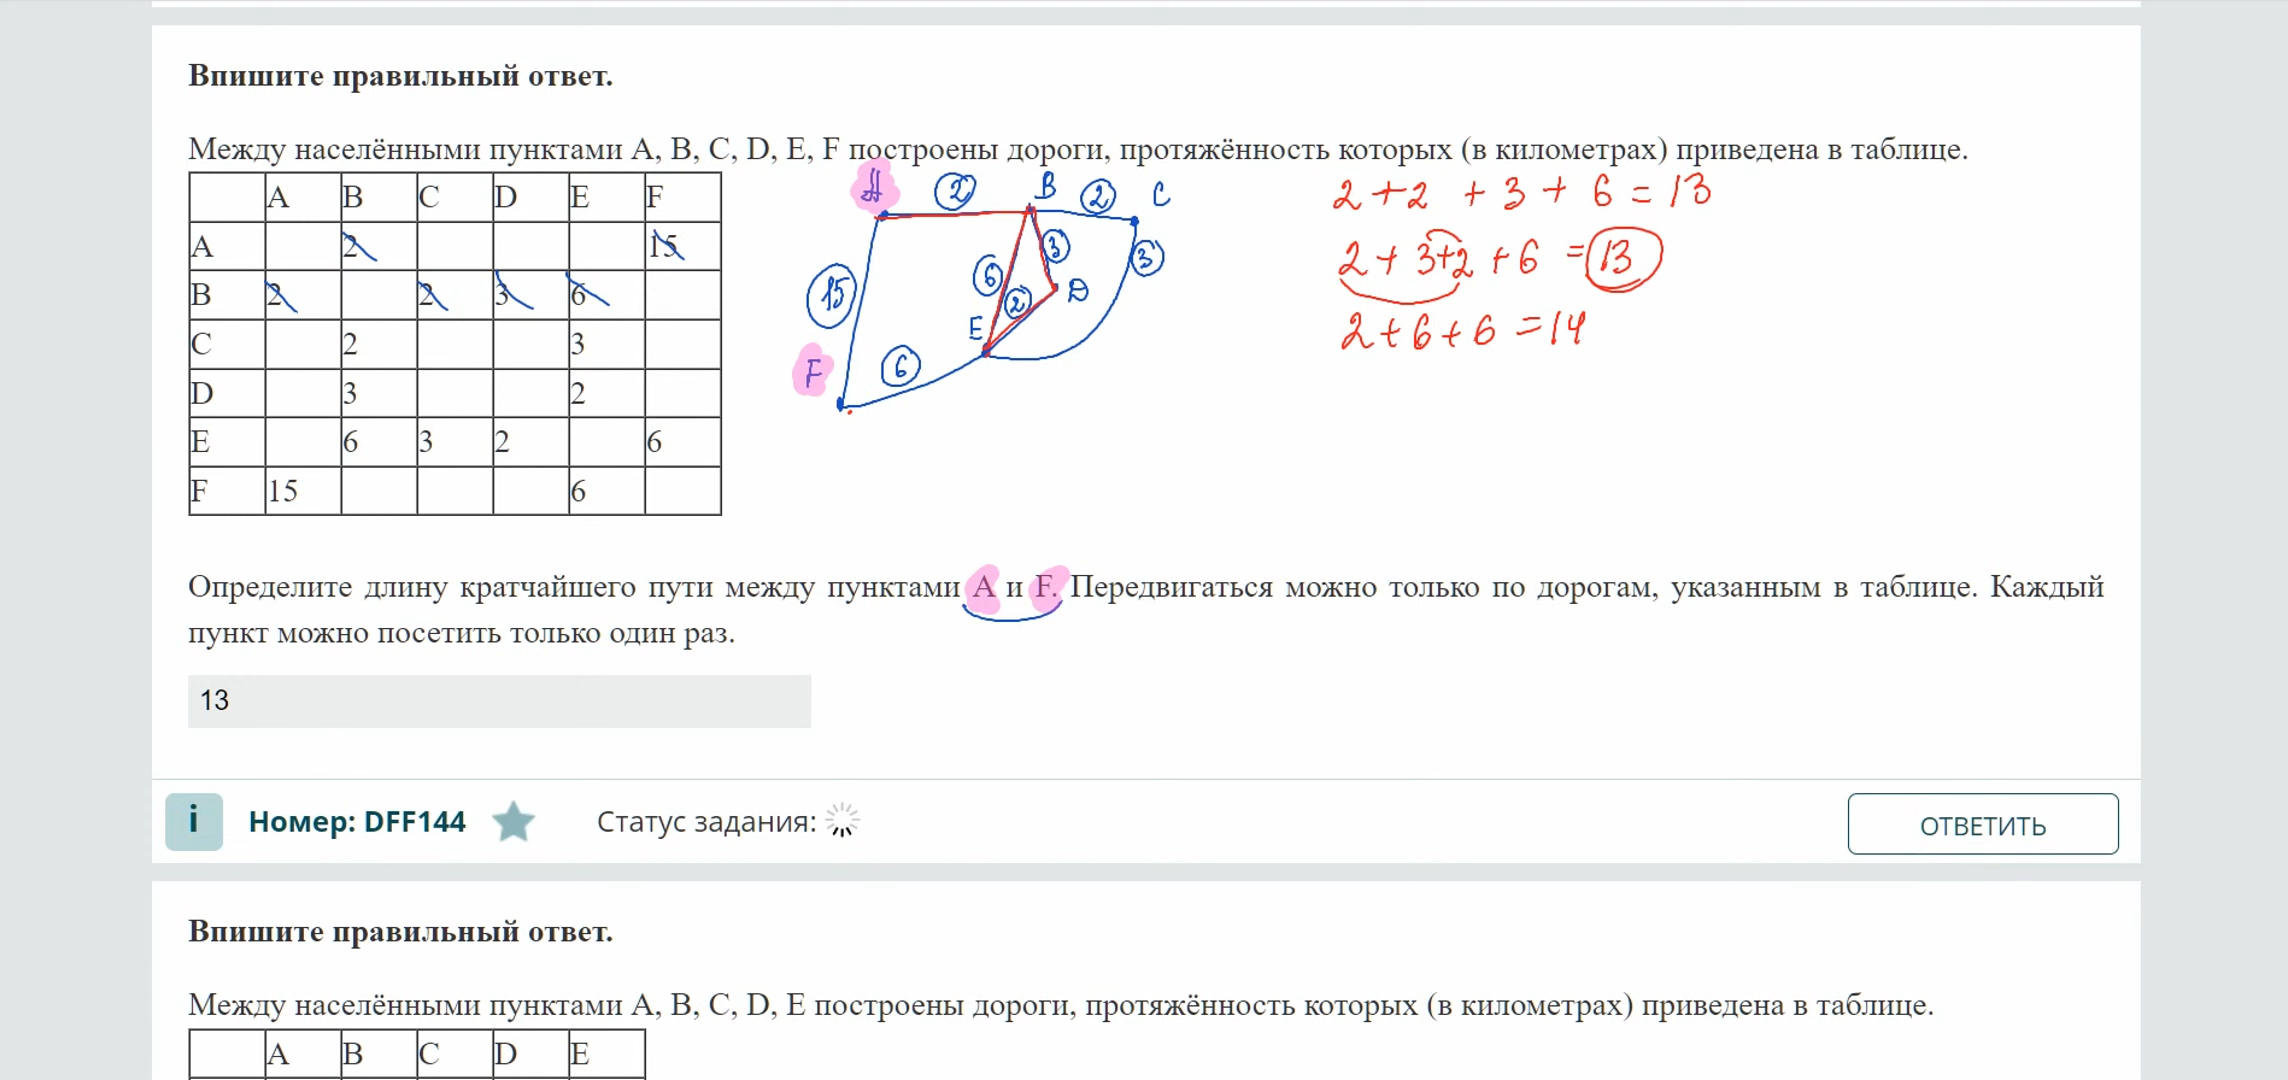 Впишите правильный ответ.
Между населёнными пунктами A, B, C, D, E, F построены дороги, протяжённость которых (в километрах) приведена в таблице.
A B C D E F
A 2 15
B 2 2 3 6
C 2 3
D 3 2
E 6 3 2 6
F 15 6
A 2 B 2 C
15 6 3 3
2 D
E
F 6
2 + 2 + 3 + 6 = 13
2 + 3 + 2 + 6 = 13
2 + 6 + 6 = 14
Определите длину кратчайшего пути между пунктами A и F. Передвигаться можно только по дорогам, указанным в таблице. Каждый
пункт можно посетить только один раз.
13
i Номер: DFF144 Статус задания: ОТВЕТИТЬ
Впишите правильный ответ.
Между населёнными пунктами A, B, C, D, E построены дороги, протяжённость которых (в километрах) приведена в таблице.
A B C D E